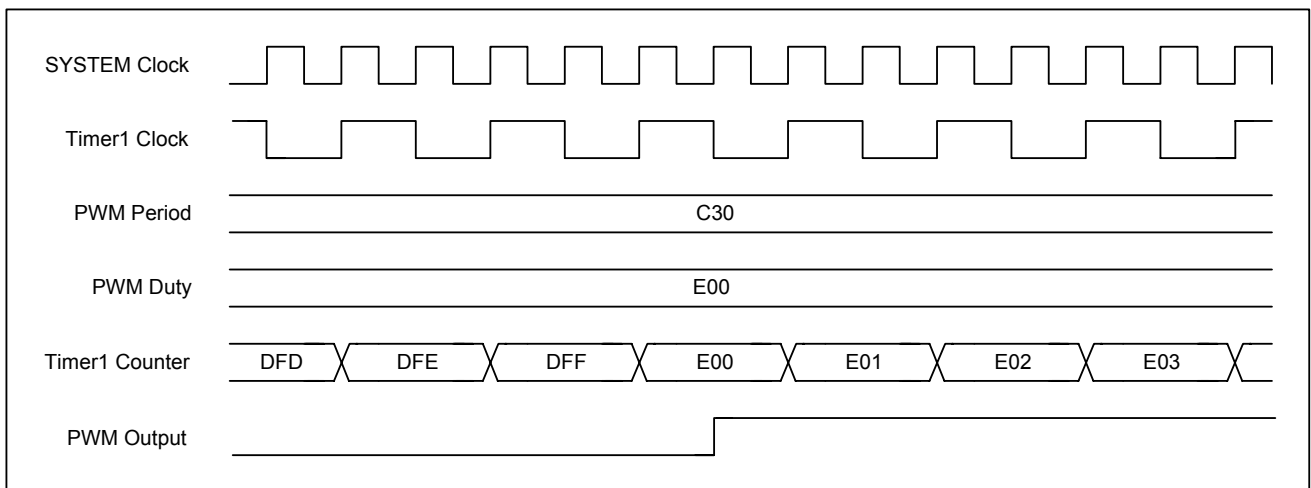 SYSTEM Clock
Timer1 Clock
PWM Period C30
PWM Duty E00
Timer1 Counter DFD DFE DFF E00 E01 E02 E03
PWM Output